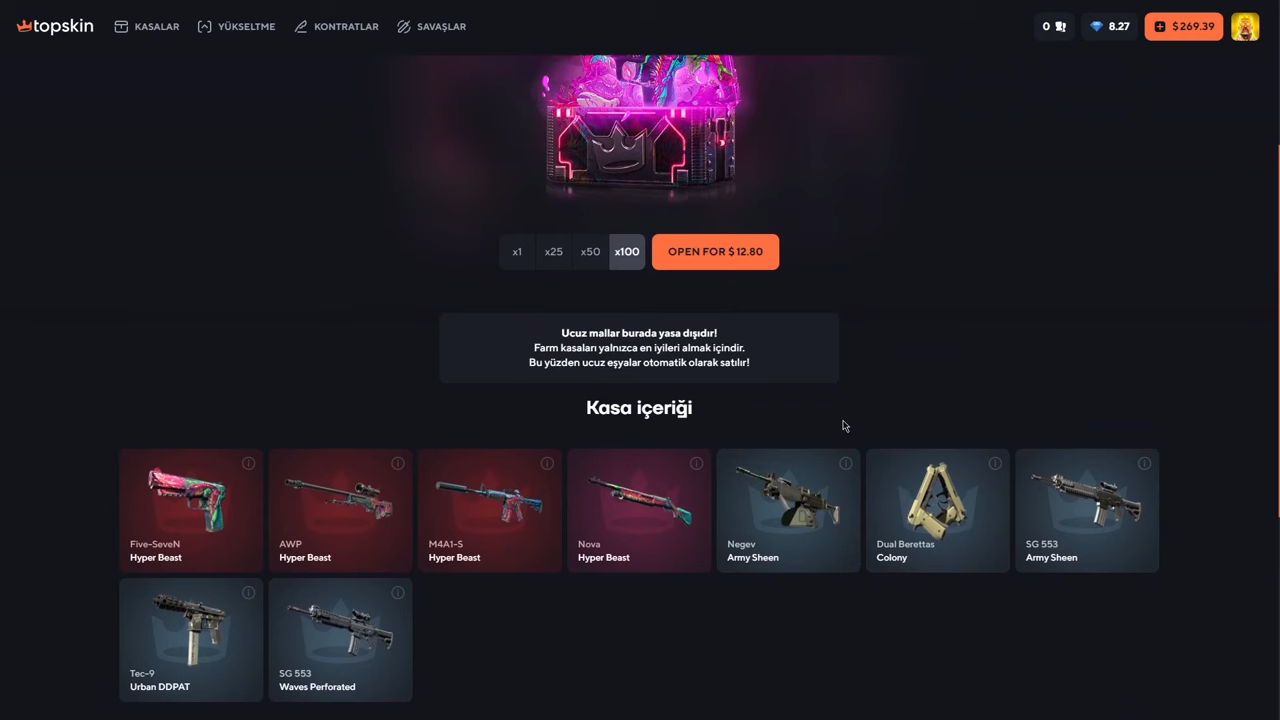 topskin
KASALAR
YÜKSELTME
KONTRATLAR
SAVAŞLAR
0
8.27
$269.39
x1
x25
x50
x100
OPEN FOR $12.80
Ucuz mallar burada yasa dışıdır!
Farm kasaları yalnızca en iyileri almak içindir.
Bu yüzden ucuz eşyalar otomatik olarak satılır!
Kasa içeriği
Five-SeveN
Hyper Beast
AWP
Hyper Beast
M4A1-S
Hyper Beast
Nova
Hyper Beast
Negev
Army Sheen
Dual Berettas
Colony
SG 553
Army Sheen
Tec-9
Urban DDPAT
SG 553
Waves Perforated